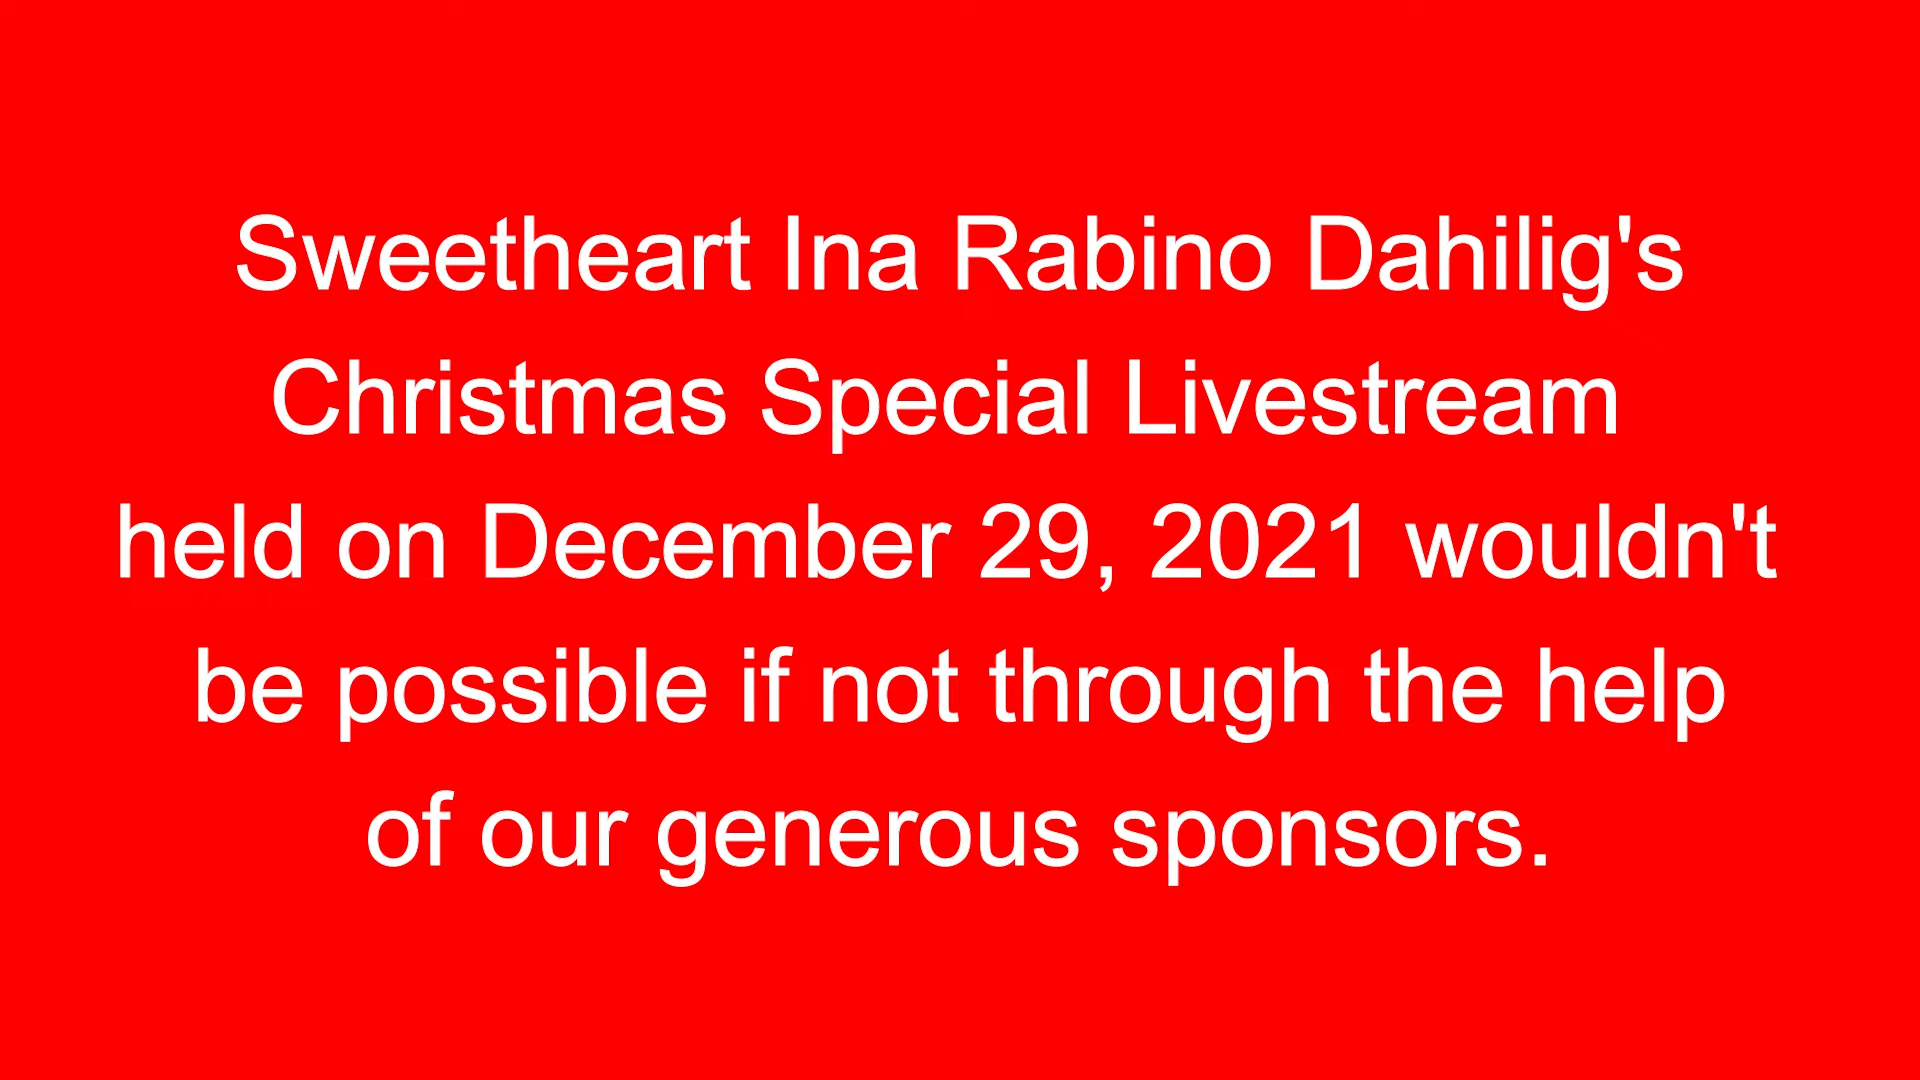 Sweetheart Ina Rabino Dahilig's
Christmas Special Livestream
held on December 29, 2021 wouldn't
be possible if not through the help
of our generous sponsors.